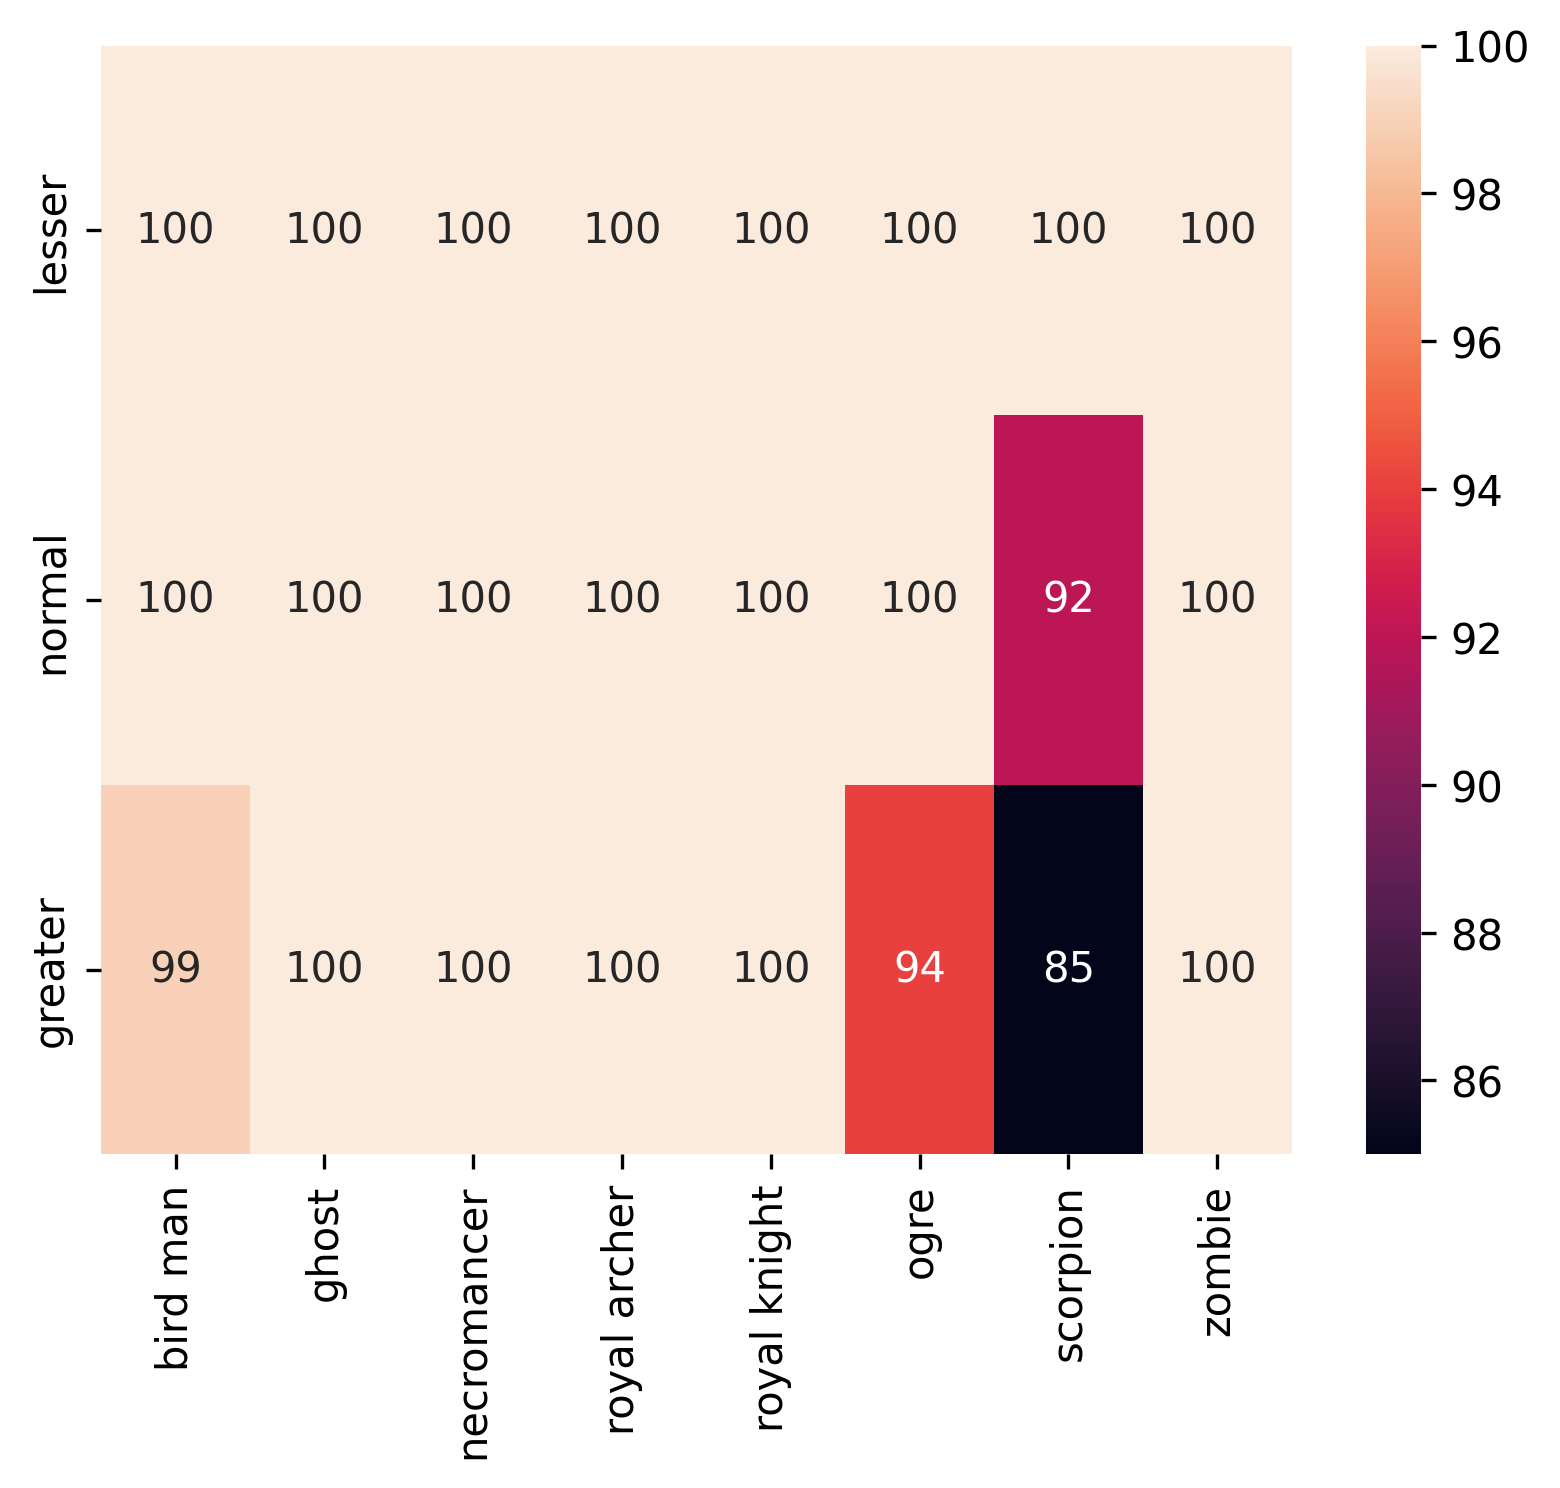 lesser
100 100 100 100 100 100 100 100
normal
100 100 100 100 100 100 92 100
greater
99 100 100 100 100 94 85 100
bird man
ghost
necromancer
royal archer
royal knight
ogre
scorpion
zombie
100
98
96
94
92
90
88
86